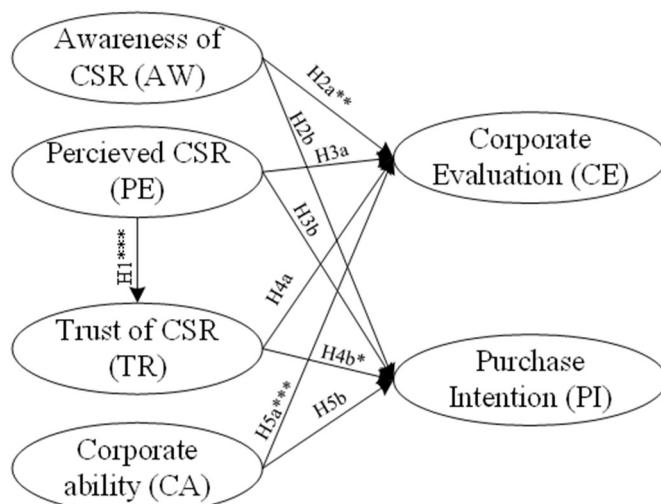 Awareness of
CSR (AW)
H2a**
H2b
Percieved CSR
(PE)
H3a
H3b
Corporate
Evaluation (CE)
H1***
H4a
Trust of CSR
(TR)
H4b*
H5a***
H5b
Purchase
Intention (PI)
Corporate
ability (CA)